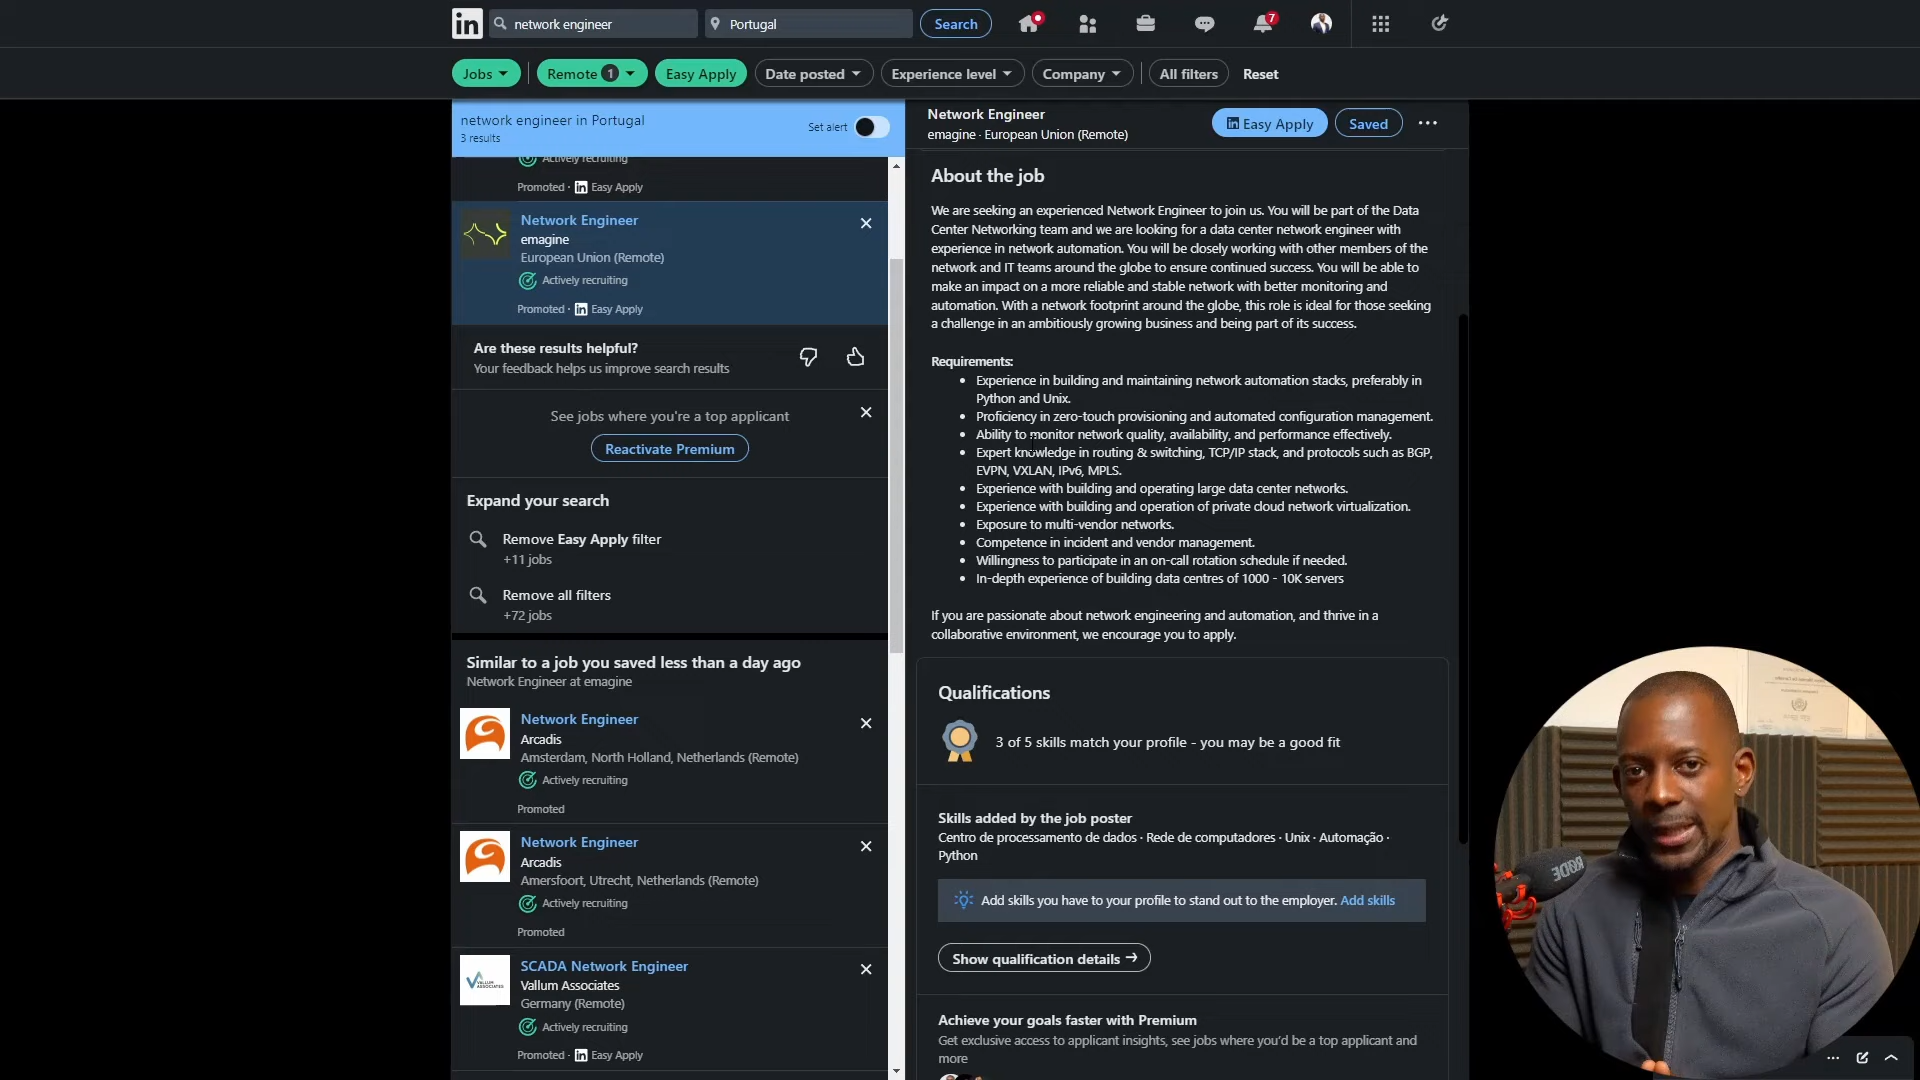 in
network engineer
Portugal
Search
7
Jobs
Remote 1
Easy Apply
Date posted
Experience level
Company
All filters
Reset
network engineer in Portugal
3 results
Set alert
Actively recruiting
Promoted · in Easy Apply
Network Engineer
emagine
European Union (Remote)
Actively recruiting
Promoted · in Easy Apply
Are these results helpful?
Your feedback helps us improve search results
See jobs where you're a top applicant
Reactivate Premium
Expand your search
Remove Easy Apply filter
+11 jobs
Remove all filters
+72 jobs
Similar to a job you saved less than a day ago
Network Engineer at emagine
Network Engineer
Arcadis
Amsterdam, North Holland, Netherlands (Remote)
Actively recruiting
Promoted
Network Engineer
Arcadis
Amersfoort, Utrecht, Netherlands (Remote)
Actively recruiting
Promoted
SCADA Network Engineer
Vallum Associates
VALLUM
ASSOCIATES
Germany (Remote)
Actively recruiting
Promoted · in Easy Apply
Network Engineer
emagine · European Union (Remote)
in Easy Apply
Saved
About the job
We are seeking an experienced Network Engineer to join us. You will be part of the Data
Center Networking team and we are looking for a data center network engineer with
experience in network automation. You will be closely working with other members of the
network and IT teams around the globe to ensure continued success. You will be able to
make an impact on a more reliable and stable network with better monitoring and
automation. With a network footprint around the globe, this role is ideal for those seeking
a challenge in an ambitiously growing business and being part of its success.
Requirements:
• Experience in building and maintaining network automation stacks, preferably in
Python and Unix.
• Proficiency in zero-touch provisioning and automated configuration management.
• Ability to monitor network quality, availability, and performance effectively.
• Expert knowledge in routing & switching, TCP/IP stack, and protocols such as BGP,
EVPN, VXLAN, IPv6, MPLS.
• Experience with building and operating large data center networks.
• Experience with building and operation of private cloud network virtualization.
• Exposure to multi-vendor networks.
• Competence in incident and vendor management.
• Willingness to participate in an on-call rotation schedule if needed.
• In-depth experience of building data centres of 1000 - 10K servers
If you are passionate about network engineering and automation, and thrive in a
collaborative environment, we encourage you to apply.
Qualifications
3 of 5 skills match your profile - you may be a good fit
Skills added by the job poster
Centro de processamento de dados · Rede de computadores · Unix · Automação ·
Python
Add skills you have to your profile to stand out to the employer. Add skills
Show qualification details →
Achieve your goals faster with Premium
Get exclusive access to applicant insights, see jobs where you'd be a top applicant and
more
RØDE